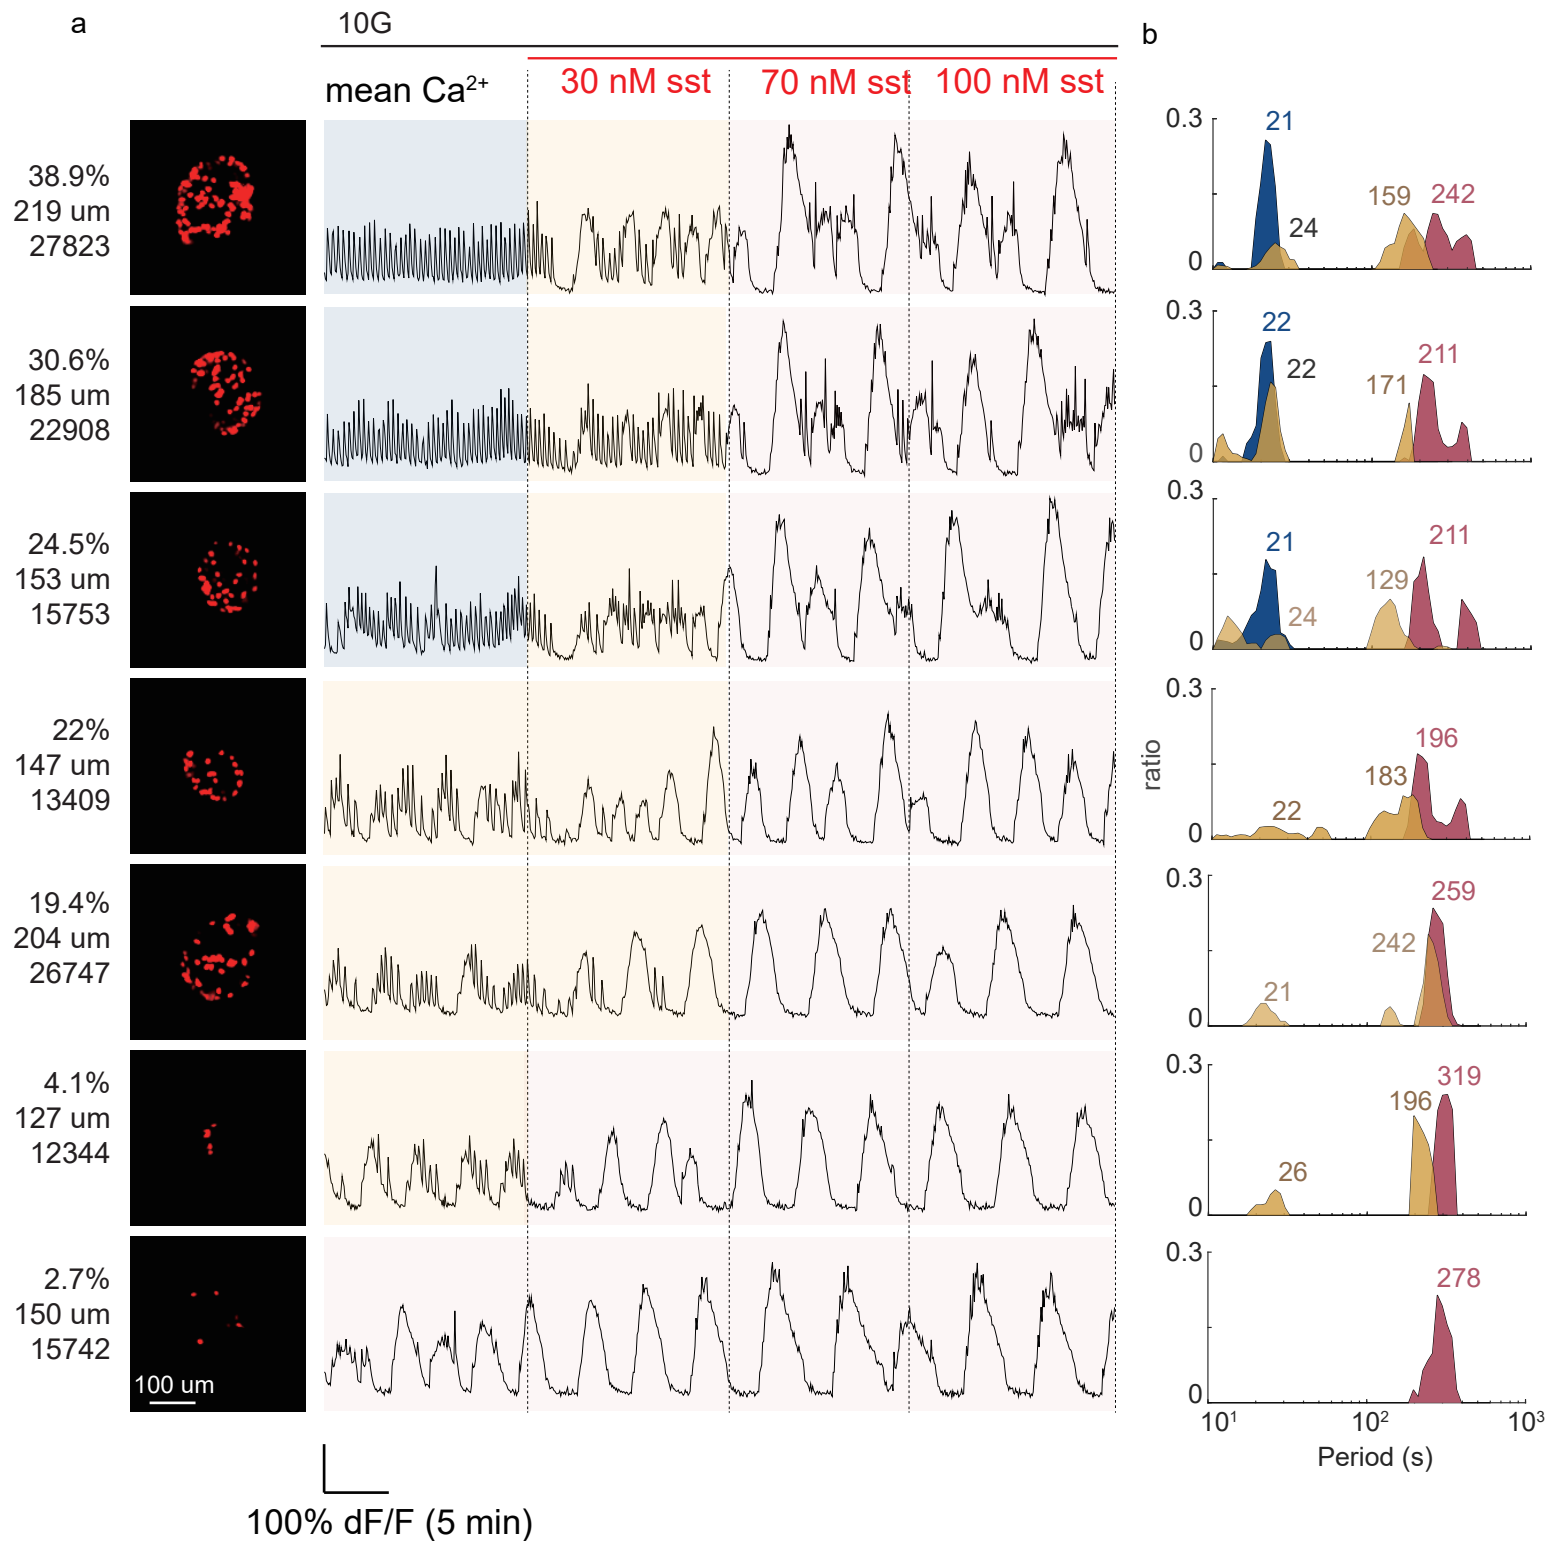 a
10G
b
mean Ca²⁺
30 nM sst
70 nM sst
100 nM sst
38.9%
219 um
27823
0.3
0
21
24
159
242
30.6%
185 um
22908
0.3
0
22
22
171
211
24.5%
153 um
15753
0.3
0
21
24
129
211
22%
147 um
13409
0.3
0
22
183
196
ratio
19.4%
204 um
26747
0.3
0
21
242
259
4.1%
127 um
12344
0.3
0
26
196
319
2.7%
150 um
15742
100 um
0.3
0
278
10¹
10²
10³
Period (s)
100% dF/F (5 min)